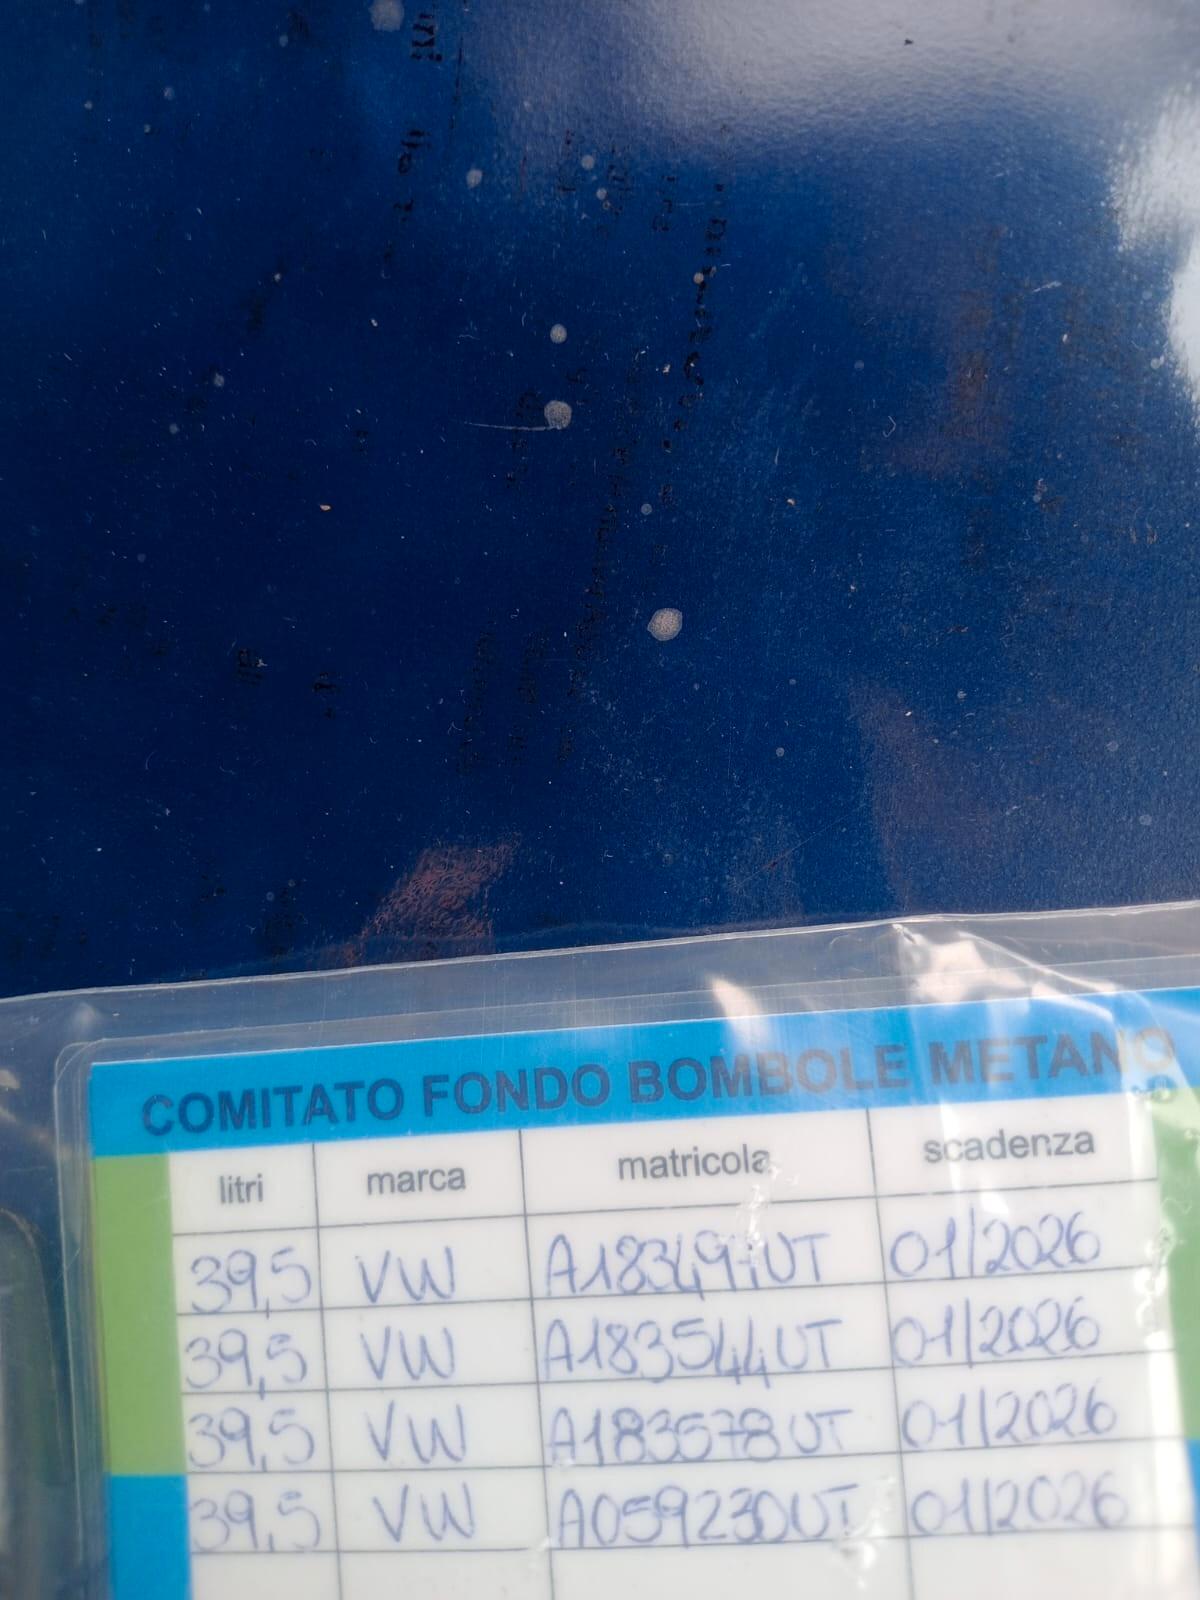 COMITATO FONDO BOMBOLE METANO
litri marca matricola scadenza
39,5 VW 01/2026
39,5 VW A183544UT 01/2026
39,5 VW A183578UT 01/2026
39,5 VW A059230UT 01/2026